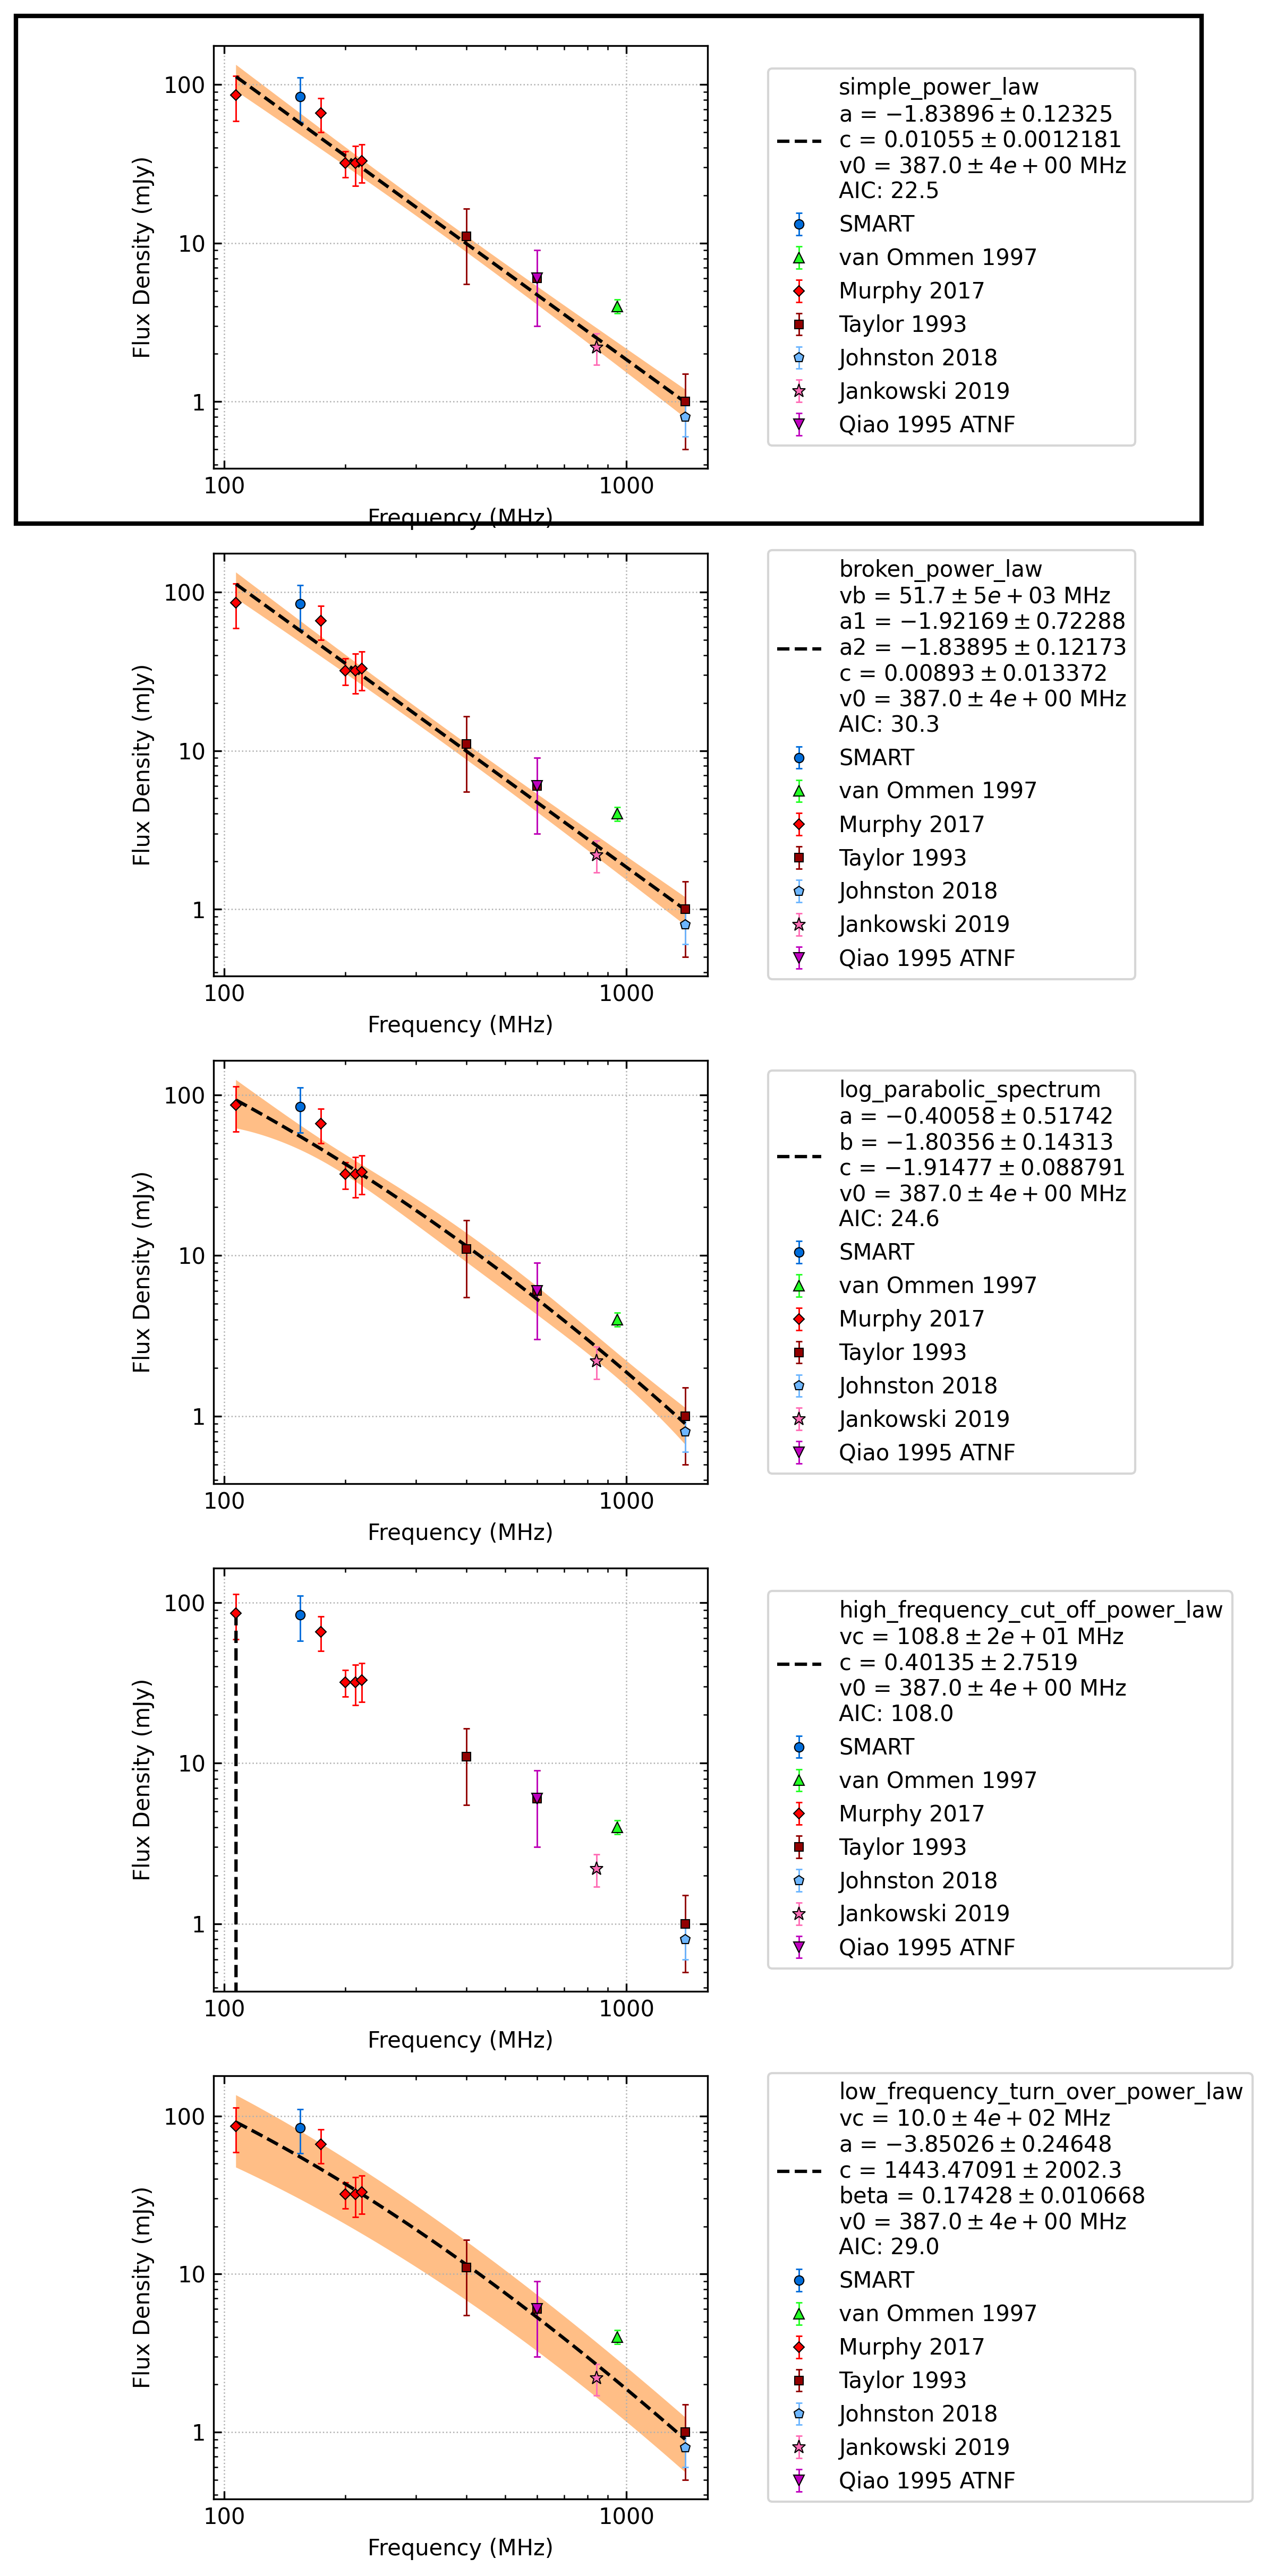 100
10
1
Flux Density (mJy)
100 1000
Frequency (MHz)
simple_power_law
a = −1.83896 ± 0.12325
c = 0.01055 ± 0.0012181
v0 = 387.0 ± 4e + 00 MHz
AIC: 22.5
SMART
van Ommen 1997
Murphy 2017
Taylor 1993
Johnston 2018
Jankowski 2019
Qiao 1995 ATNF
100
10
1
Flux Density (mJy)
100 1000
Frequency (MHz)
broken_power_law
vb = 51.7 ± 5e + 03 MHz
a1 = −1.92169 ± 0.72288
a2 = −1.83895 ± 0.12173
c = 0.00893 ± 0.013372
v0 = 387.0 ± 4e + 00 MHz
AIC: 30.3
SMART
van Ommen 1997
Murphy 2017
Taylor 1993
Johnston 2018
Jankowski 2019
Qiao 1995 ATNF
100
10
1
Flux Density (mJy)
100 1000
Frequency (MHz)
log_parabolic_spectrum
a = −0.40058 ± 0.51742
b = −1.80356 ± 0.14313
c = −1.91477 ± 0.088791
v0 = 387.0 ± 4e + 00 MHz
AIC: 24.6
SMART
van Ommen 1997
Murphy 2017
Taylor 1993
Johnston 2018
Jankowski 2019
Qiao 1995 ATNF
100
10
1
Flux Density (mJy)
100 1000
Frequency (MHz)
high_frequency_cut_off_power_law
vc = 108.8 ± 2e + 01 MHz
c = 0.40135 ± 2.7519
v0 = 387.0 ± 4e + 00 MHz
AIC: 108.0
SMART
van Ommen 1997
Murphy 2017
Taylor 1993
Johnston 2018
Jankowski 2019
Qiao 1995 ATNF
100
10
1
Flux Density (mJy)
100 1000
Frequency (MHz)
low_frequency_turn_over_power_law
vc = 10.0 ± 4e + 02 MHz
a = −3.85026 ± 0.24648
c = 1443.47091 ± 2002.3
beta = 0.17428 ± 0.010668
v0 = 387.0 ± 4e + 00 MHz
AIC: 29.0
SMART
van Ommen 1997
Murphy 2017
Taylor 1993
Johnston 2018
Jankowski 2019
Qiao 1995 ATNF